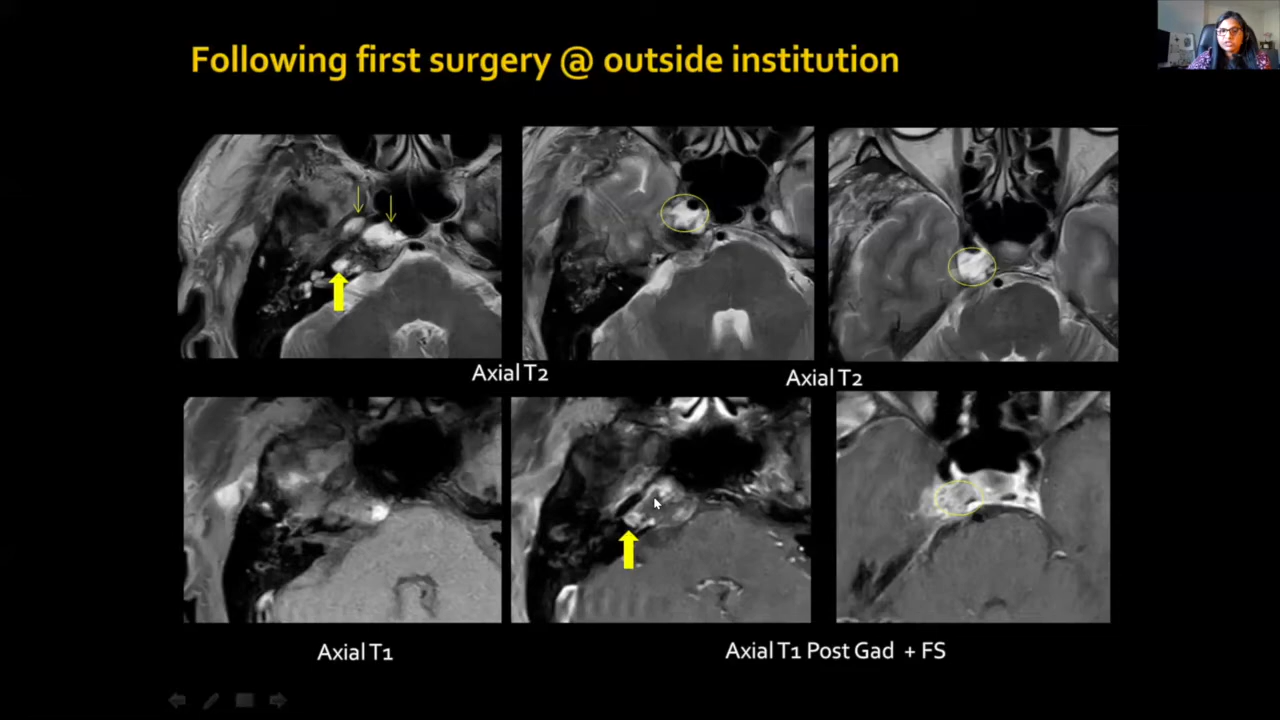 Following first surgery @ outside institution
Axial T2
Axial T2
Axial T1
Axial T1 Post Gad + FS